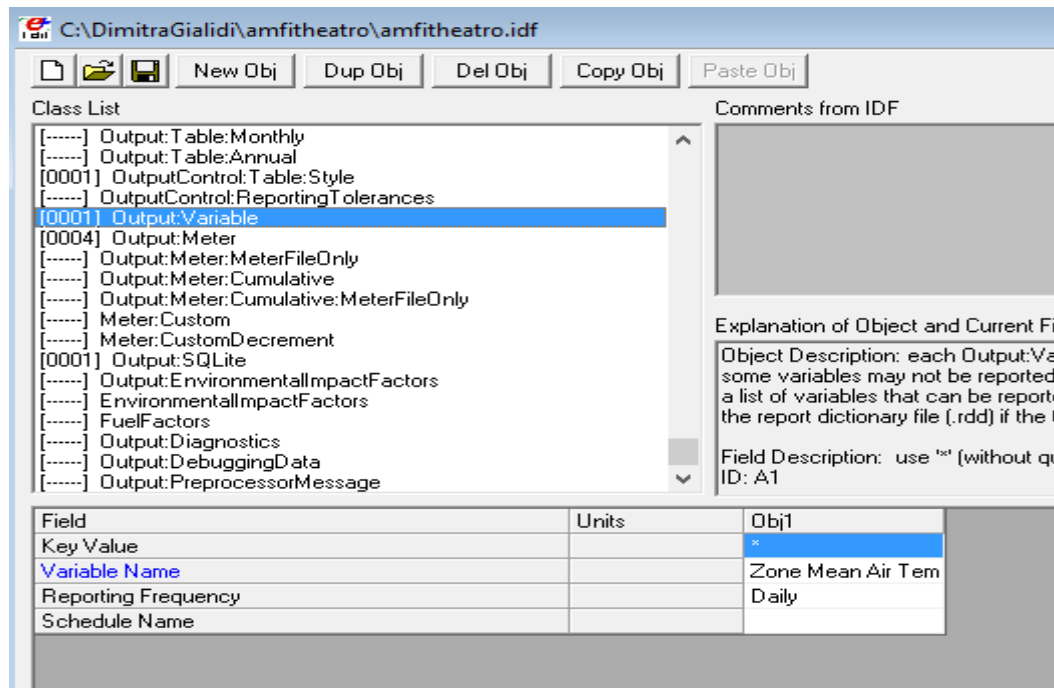 C:\DimitraGialidi\amfitheatro\amfitheatro.idf
New Obj Dup Obj Del Obj Copy Obj Paste Obj
Class List
[------] Output:Table:Monthly
[------] Output:Table:Annual
[0001] OutputControl:Table:Style
[------] OutputControl:ReportingTolerances
[0001] Output:Variable
[0004] Output:Meter
[------] Output:Meter:MeterFileOnly
[------] Output:Meter:Cumulative
[------] Output:Meter:Cumulative:MeterFileOnly
[------] Meter:Custom
[------] Meter:CustomDecrement
[0001] Output:SQLite
[------] Output:EnvironmentalImpactFactors
[------] EnvironmentalImpactFactors
[------] FuelFactors
[------] Output:Diagnostics
[------] Output:DebuggingData
[------] Output:PreprocessorMessage
Comments from IDF
Explanation of Object and Current Fi
Object Description: each Output:Va
some variables may not be reported
a list of variables that can be report
the report dictionary file (.rdd) if the
Field Description: use '*' (without qu
ID: A1
Field Units Obj1
Key Value *
Variable Name Zone Mean Air Tem
Reporting Frequency Daily
Schedule Name